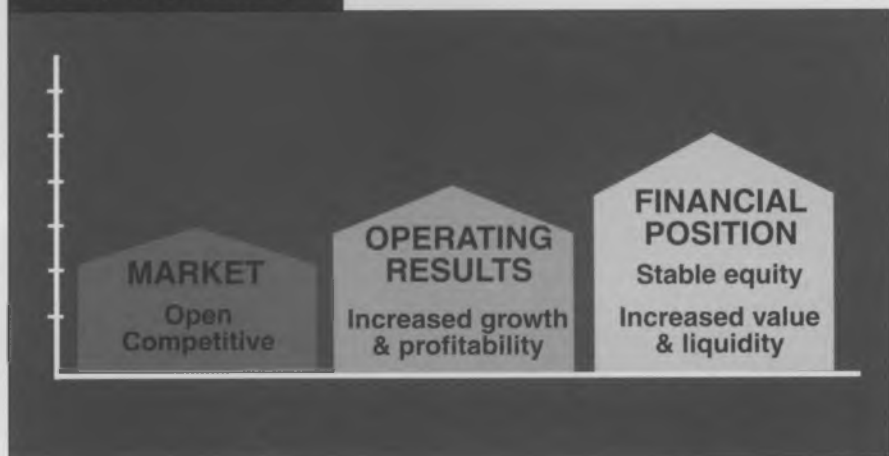 MARKET
Open
Competitive
OPERATING
RESULTS
Increased growth
& profitability
FINANCIAL
POSITION
Stable equity
Increased value
& liquidity